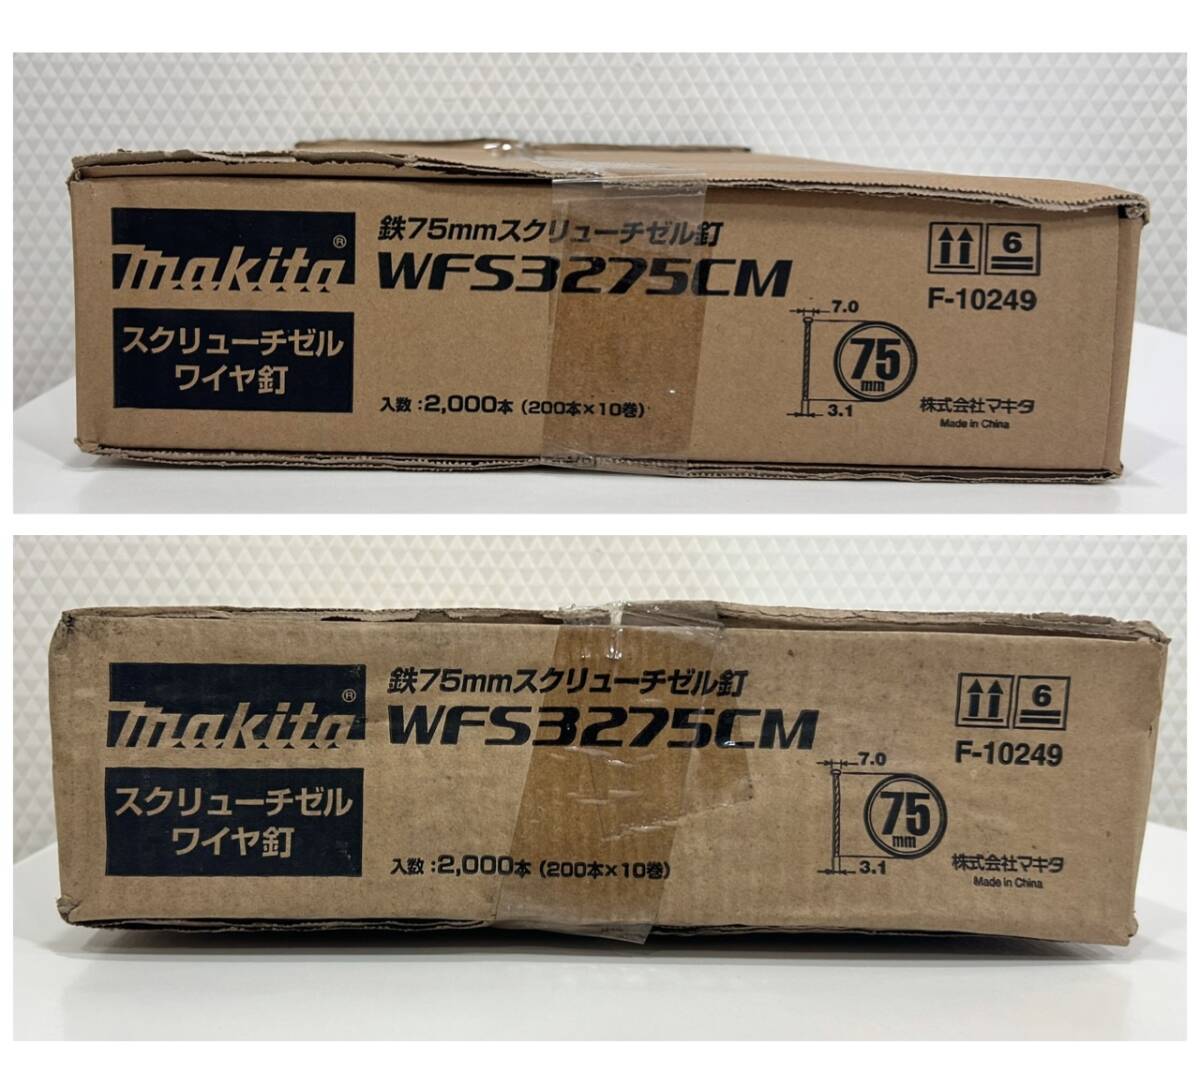 makita®
スクリューチゼル
ワイヤ釘
鉄75mmスクリューチゼル釘
WFS3275CM
入数:2,000本(200本×10巻)
7.0
75
mm
3.1
6
F-10249
株式会社マキタ
Made in China
makita®
スクリューチゼル
ワイヤ釘
鉄75mmスクリューチゼル釘
WFS3275CM
入数:2,000本(200本×10巻)
7.0
75
mm
3.1
6
F-10249
株式会社マキタ
Made in China